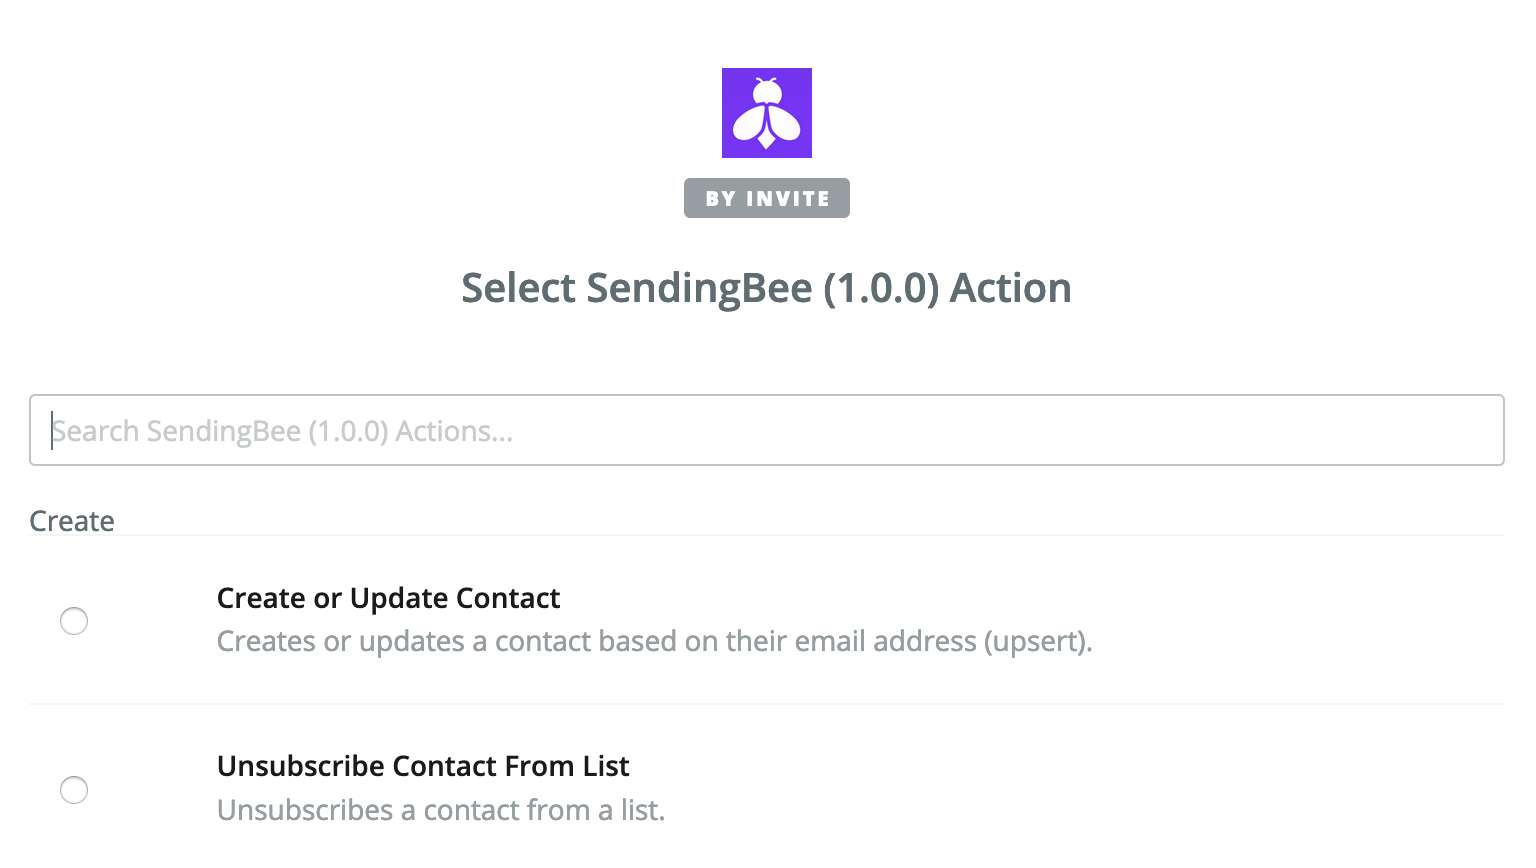 BY INVITE
Select SendingBee (1.0.0) Action
Search SendingBee (1.0.0) Actions...
Create
Create or Update Contact
Creates or updates a contact based on their email address (upsert).
Unsubscribe Contact From List
Unsubscribes a contact from a list.